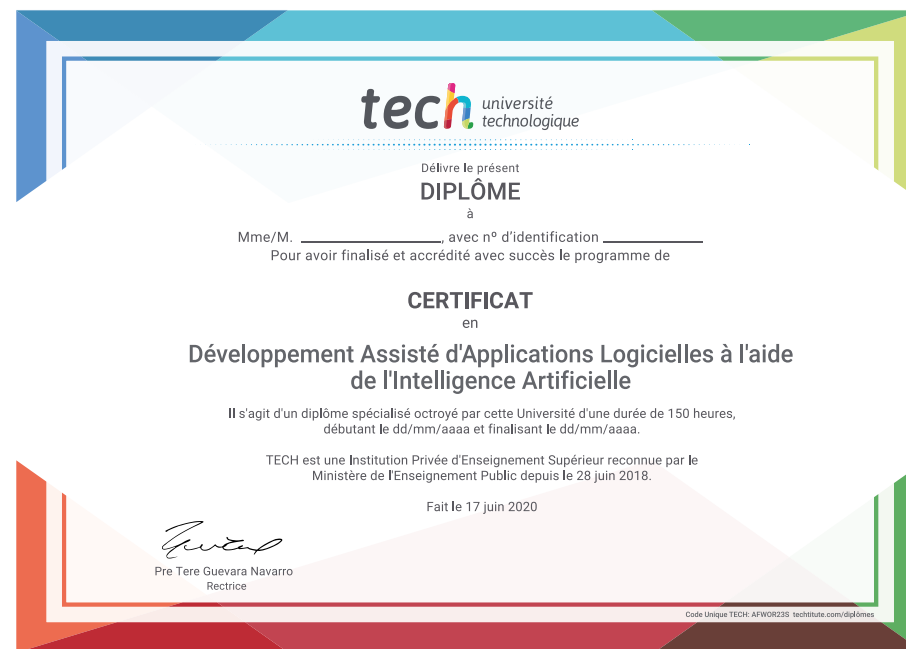 tech université
technologique
Délivre le présent
DIPLÔME
à
Mme/M. ____________________, avec nº d'identification ______________
Pour avoir finalisé et accrédité avec succès le programme de
CERTIFICAT
en
Développement Assisté d'Applications Logicielles à l'aide
de l'Intelligence Artificielle
Il s'agit d'un diplôme spécialisé octroyé par cette Université d'une durée de 150 heures,
débutant le dd/mm/aaaa et finalisant le dd/mm/aaaa.
TECH est une Institution Privée d'Enseignement Supérieur reconnue par le
Ministère de l'Enseignement Public depuis le 28 juin 2018.
Fait le 17 juin 2020
Pre Tere Guevara Navarro
Rectrice
Code Unique TECH: AFWOR23S techtitute.com/diplômes